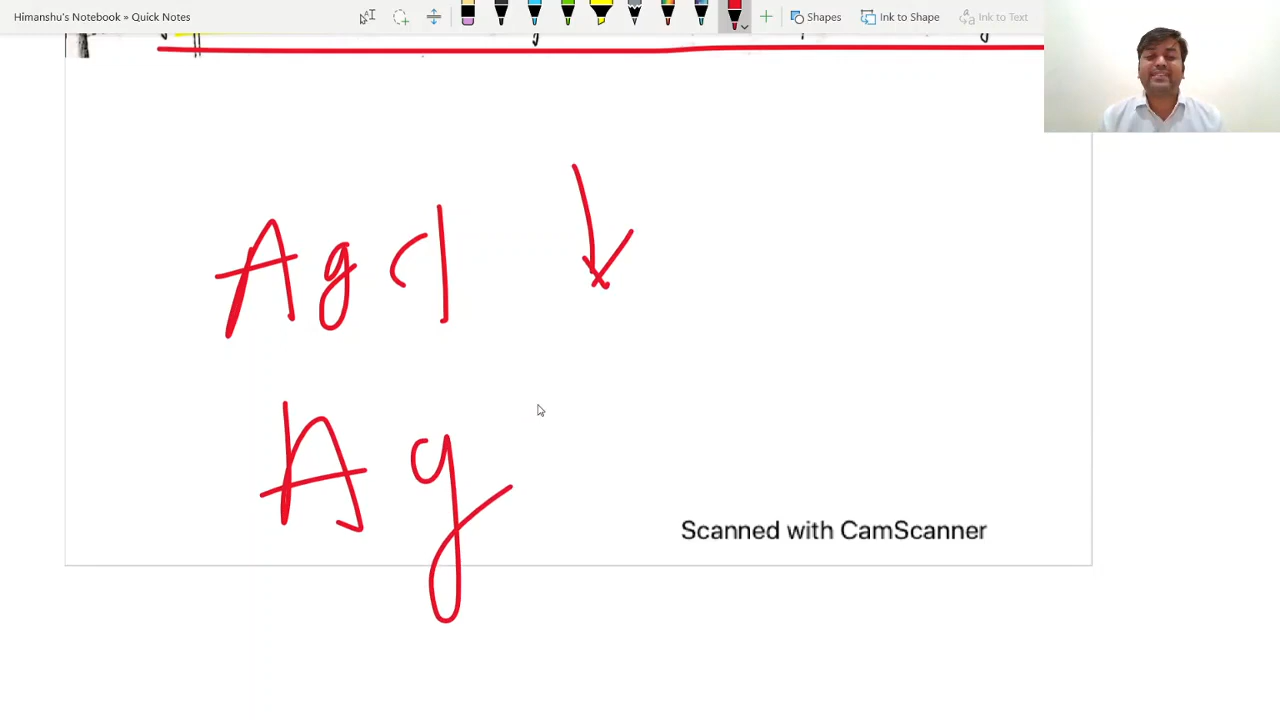 Himanshu's Notebook » Quick Notes
Shapes
Ink to Shape
Ink to Text
AgCl ↓
Ag
Scanned with CamScanner